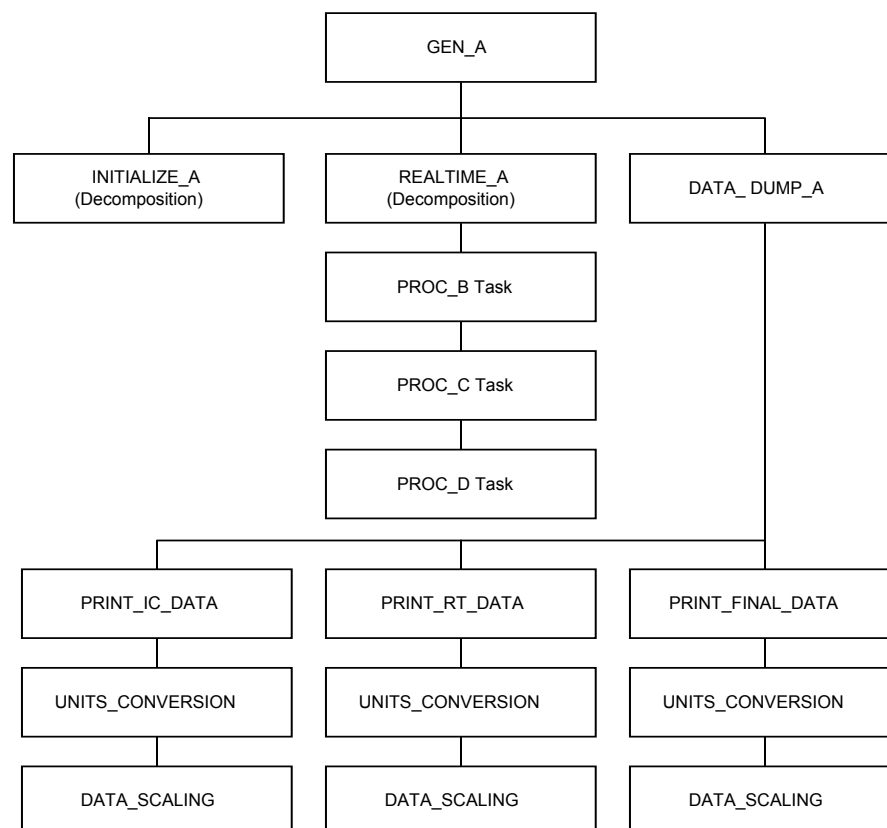 GEN_A
INITIALIZE_A
(Decomposition)
REALTIME_A
(Decomposition)
DATA_ DUMP_A
PROC_B Task
PROC_C Task
PROC_D Task
PRINT_IC_DATA
PRINT_RT_DATA
PRINT_FINAL_DATA
UNITS_CONVERSION
UNITS_CONVERSION
UNITS_CONVERSION
DATA_SCALING
DATA_SCALING
DATA_SCALING